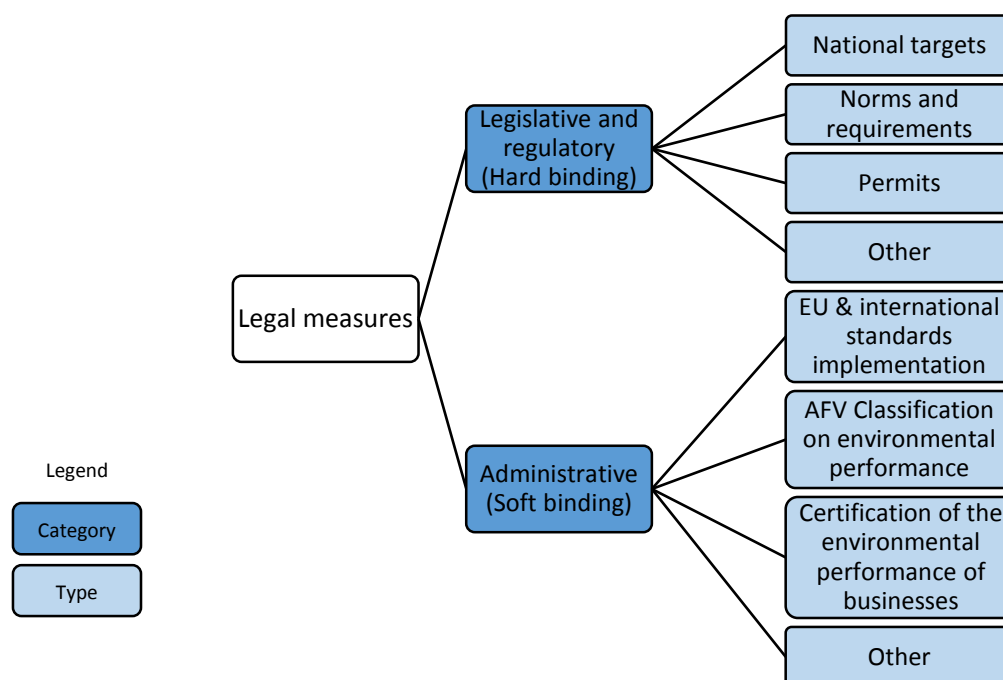 National targets
Norms and
requirements
Permits
Other
Legislative and
regulatory
(Hard binding)
Legal measures
EU & international
standards
implementation
AFV Classification
on environmental
performance
Certification of the
environmental
performance of
businesses
Other
Administrative
(Soft binding)
Legend
Category
Type